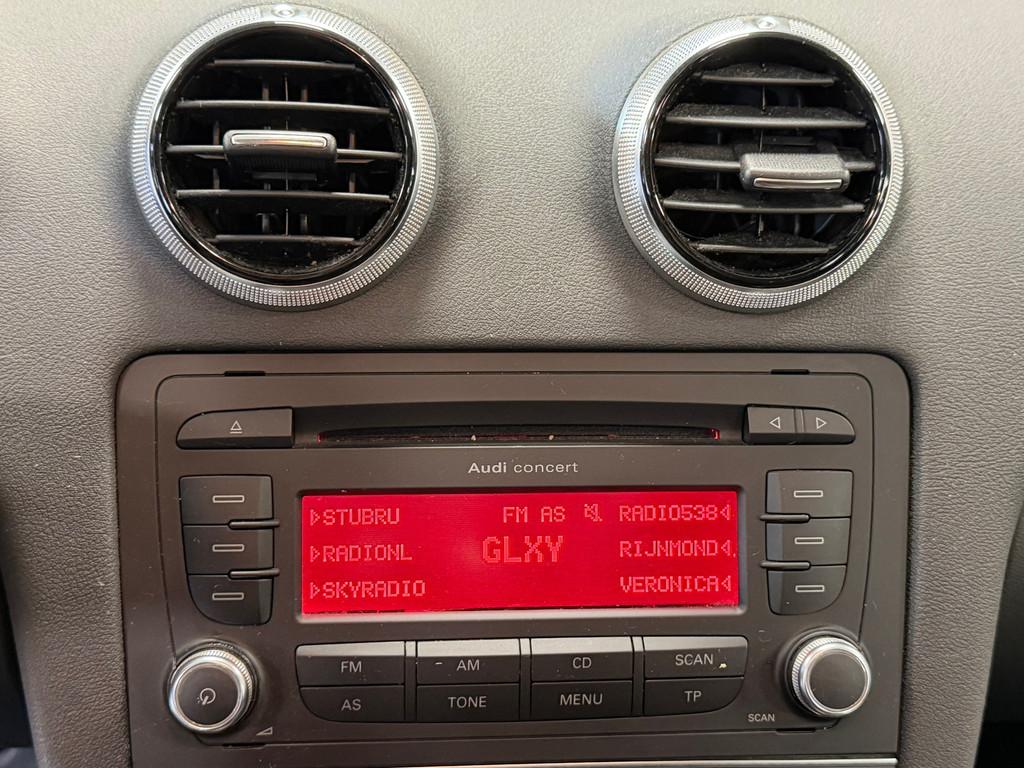 Audi concert
STUBRU FM AS RADIO538
RADIONL GLXY RIJNMOND
SKYRADIO VERONICA
FM AM CD SCAN
AS TONE MENU TP
SCAN